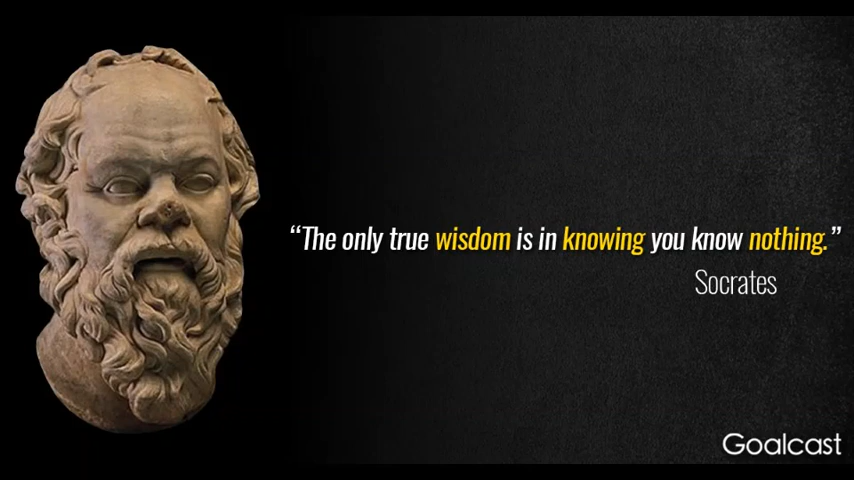 “The only true wisdom is in knowing you know nothing.”
Socrates
Goalcast